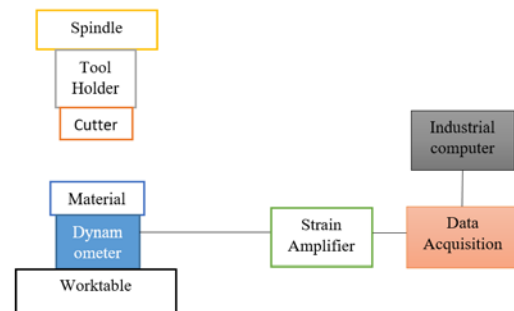 Spindle
Tool
Holder
Cutter
Industrial
computer
Material
Dynam
ometer
Strain
Amplifier
Data
Acquisition
Worktable